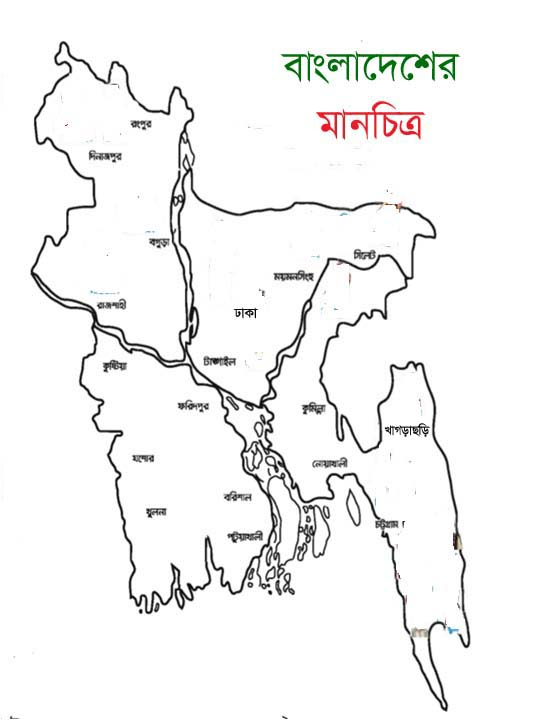 বাংলাদেশের
মানচিত্র
রংপুর
দিনাজপুর
বগুড়া
সিলেট
ময়মনসিংহ
রাজশাহী
ঢাকা
টাঙ্গাইল
কুষ্টিয়া
ফরিদপুর
কুমিল্লা
খাগড়াছড়ি
যশোর
নোয়াখালী
বরিশাল
খুলনা
চট্টগ্রাম
পটুয়াখালী